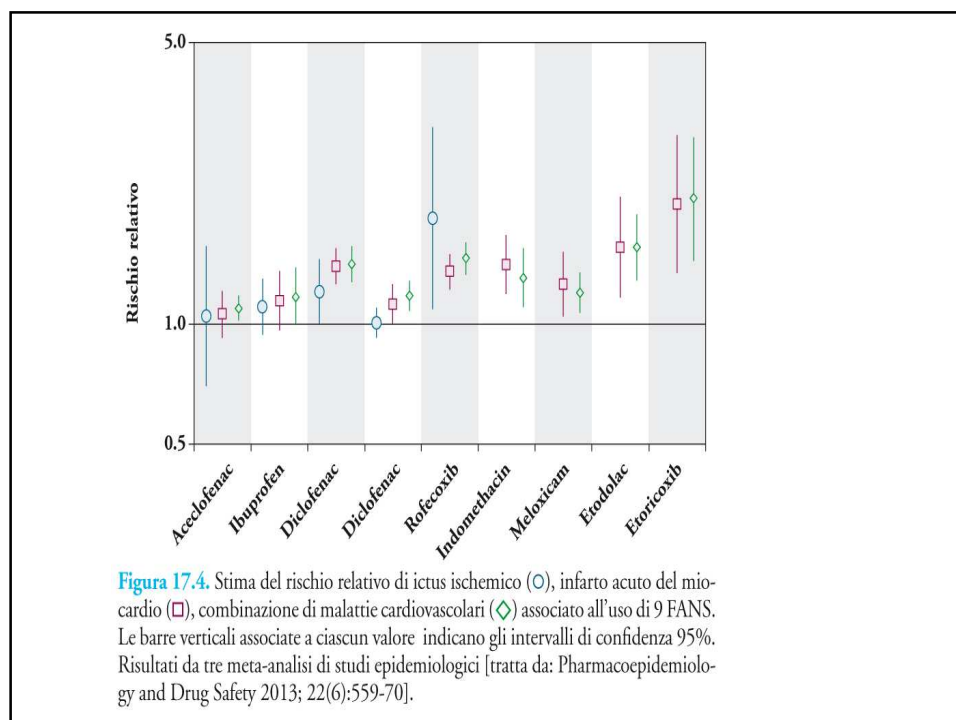 5.0
Rischio relativo
1.0
0.5
Aceclofenac
Ibuprofen
Diclofenac
Diclofenac
Rofecoxib
Indomethacin
Meloxicam
Etodolac
Etoricoxib
Figura 17.4. Stima del rischio relativo di ictus ischemico (○), infarto acuto del mio-
cardio (□), combinazione di malattie cardiovascolari (◇) associato all'uso di 9 FANS.
Le barre verticali associate a ciascun valore indicano gli intervalli di confidenza 95%.
Risultati da tre meta-analisi di studi epidemiologici [tratta da: Pharmacoepidemiolo-
gy and Drug Safety 2013; 22(6):559-70].